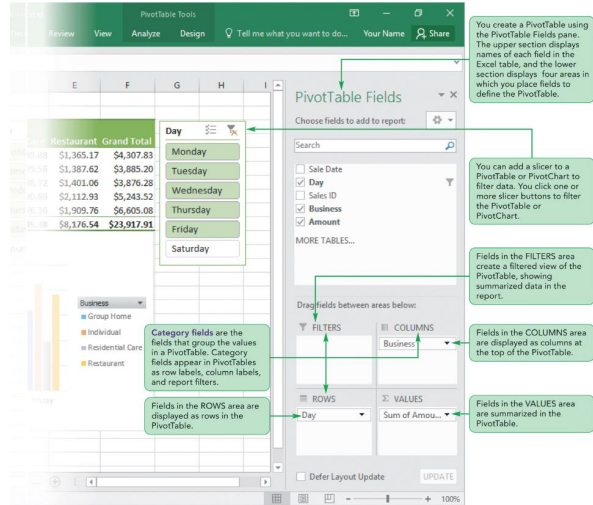 PivotTable Tools
Review View Analyze Design Tell me what you want to do... Your Name Share
E F G H I
Restaurant Grand Total
$1,365.17 $4,307.83
$1,387.62 $3,885.20
$1,401.06 $3,876.28
$2,112.93 $5,243.52
$1,909.76 $6,605.08
$8,176.54 $23,917.91
Day
Monday
Tuesday
Wednesday
Thursday
Friday
Saturday
Business
Group Home
Individual
Residential Care
Restaurant
PivotTable Fields
Choose fields to add to report:
Search
Sale Date
Day
Sales ID
Business
Amount
MORE TABLES...
Drag fields between areas below:
FILTERS
COLUMNS
Business
ROWS
Day
VALUES
Sum of Amou...
Defer Layout Update
UPDATE
100%
You create a PivotTable using
the PivotTable Fields pane.
The upper section displays
names of each field in the
Excel table, and the lower
section displays four areas in
which you place fields to
define the PivotTable.
You can add a slicer to a
PivotTable or PivotChart to
filter data. You click one or
more slicer buttons to filter
the PivotTable or
PivotChart.
Fields in the FILTERS area
create a filtered view of the
PivotTable, showing
summarized data in the
report.
Category fields are the
fields that group the values
in a PivotTable. Category
fields appear in PivotTables
as row labels, column labels,
and report filters.
Fields in the COLUMNS area
are displayed as columns at
the top of the PivotTable.
Fields in the ROWS area are
displayed as rows in the
PivotTable.
Fields in the VALUES area
are summarized in the
PivotTable.